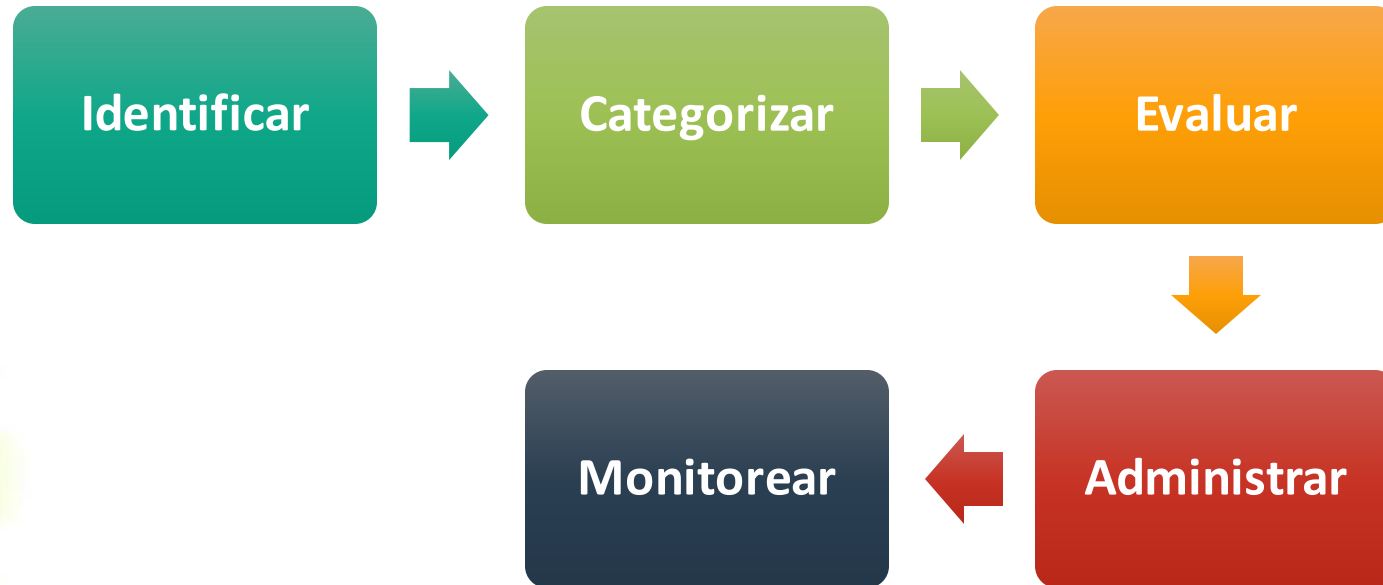 Identificar
Categorizar
Evaluar
Administrar
Monitorear